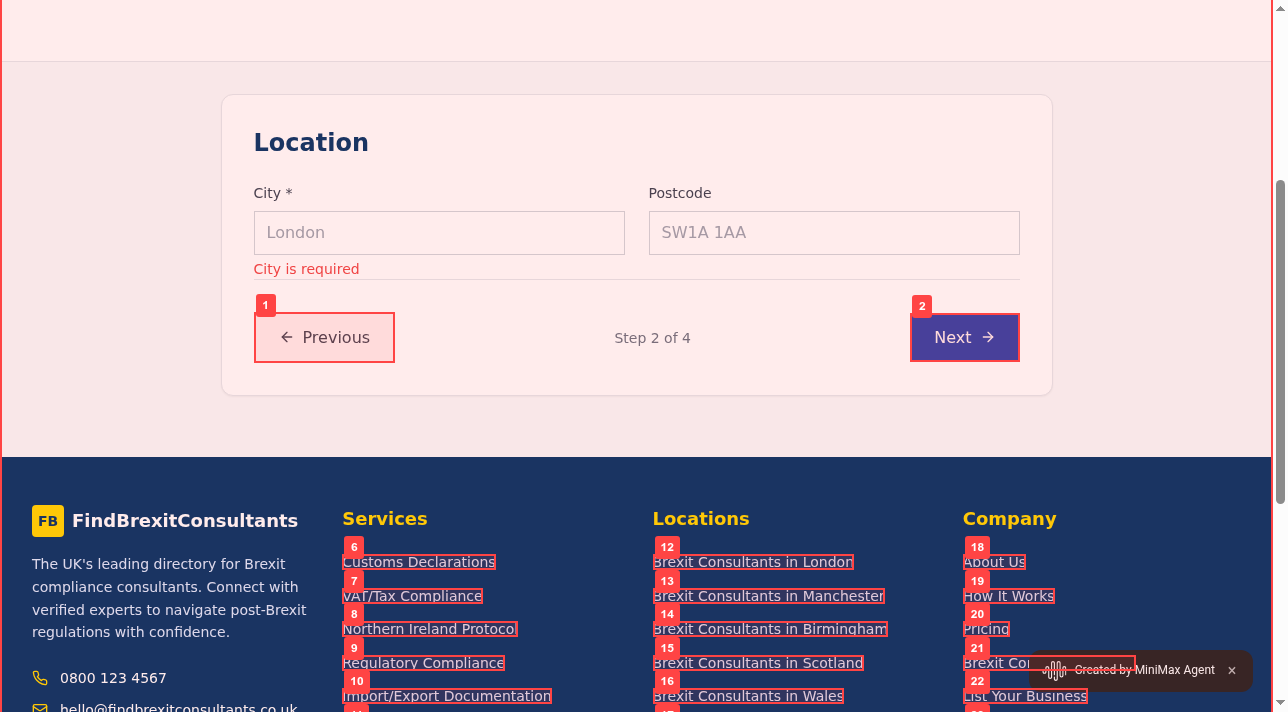 Location
City *
Postcode
London
SW1A 1AA
City is required
1
2
Previous
Step 2 of 4
Next
FB
FindBrexitConsultants
The UK's leading directory for Brexit
compliance consultants. Connect with
verified experts to navigate post-Brexit
regulations with confidence.
0800 123 4567
hello@findbrexitconsultants.co.uk
Services
6
Customs Declarations
7
VAT/Tax Compliance
8
Northern Ireland Protocol
9
Regulatory Compliance
10
Import/Export Documentation
Locations
12
Brexit Consultants in London
13
Brexit Consultants in Manchester
14
Brexit Consultants in Birmingham
15
Brexit Consultants in Scotland
16
Brexit Consultants in Wales
Company
18
About Us
19
How It Works
20
Pricing
21
Brexit
22
List Your Business
Created by MiniMax Agent